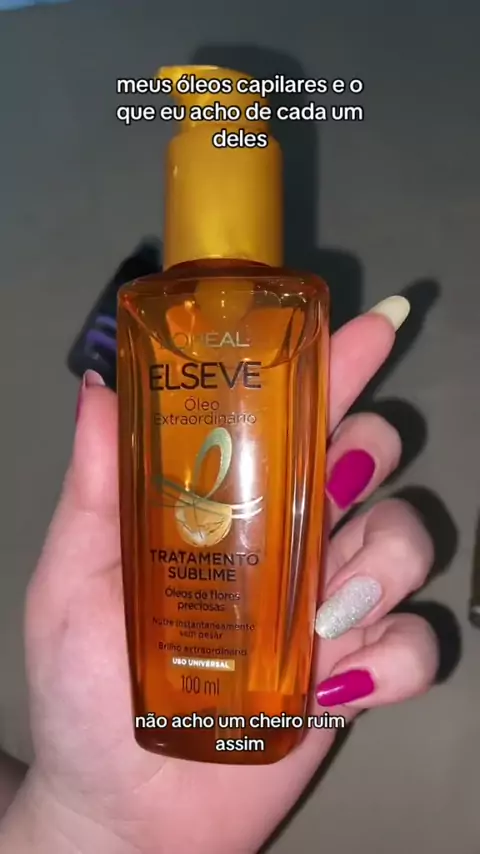 meus óleos capilares e o
que eu acho de cada um
deles
L'ORÉAL
ELSEVE
Óleo
Extraordinário
TRATAMENTO
SUBLIME
Óleos de flores
preciosas
Nutre instantaneamente
sem pesar
Brilho extraordinário
USO UNIVERSAL
100 ml
não acho um cheiro ruim
assim